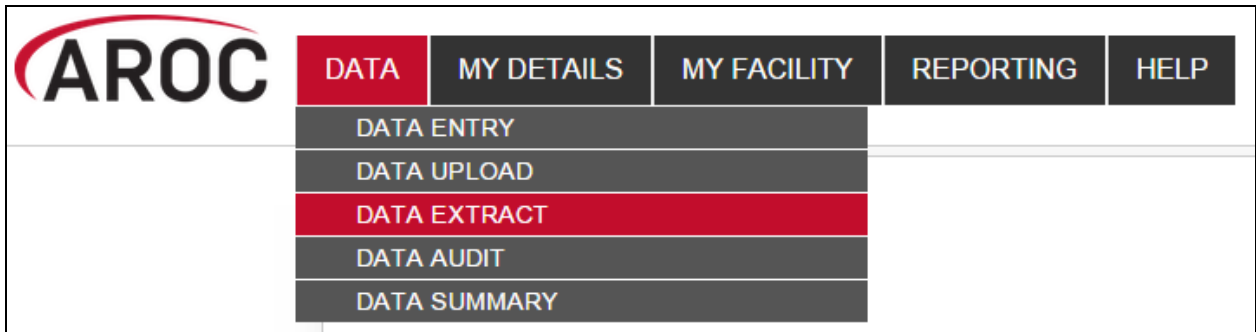 AROC DATA MY DETAILS MY FACILITY REPORTING HELP
DATA ENTRY
DATA UPLOAD
DATA EXTRACT
DATA AUDIT
DATA SUMMARY